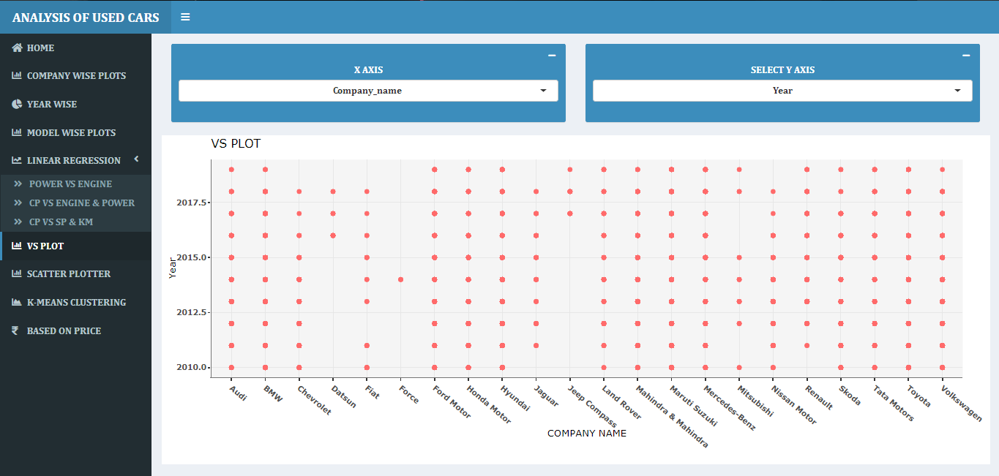 ANALYSIS OF USED CARS
HOME
COMPANY WISE PLOTS
YEAR WISE
MODEL WISE PLOTS
LINEAR REGRESSION
POWER VS ENGINE
CP VS ENGINE & POWER
CP VS SP & KM
VS PLOT
SCATTER PLOTTER
K-MEANS CLUSTERING
BASED ON PRICE
X AXIS
Company_name
SELECT Y AXIS
Year
VS PLOT
2017.5
2015.0
2012.5
2010.0
Year
Audi
BMW
Chevrolet
Datsun
Fiat
Force
Ford Motor
Honda Motor
Hyundai
Jaguar
Jeep Compass
Land Rover
Mahindra & Mahindra
Maruti Suzuki
Mercedes-Benz
Mitsubishi
Nissan Motor
Renault
Skoda
Tata Motors
Toyota
Volkswagen
COMPANY NAME